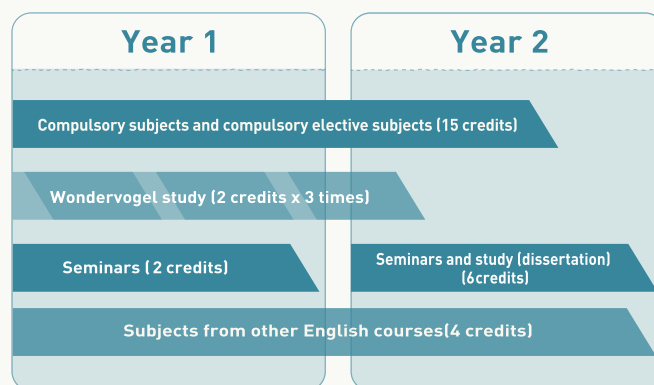 Year 1
Year 2
Compulsory subjects and compulsory elective subjects (15 credits)
Wondervogel study (2 credits x 3 times)
Seminars ( 2 credits)
Seminars and study (dissertation)
(6credits)
Subjects from other English courses(4 credits)